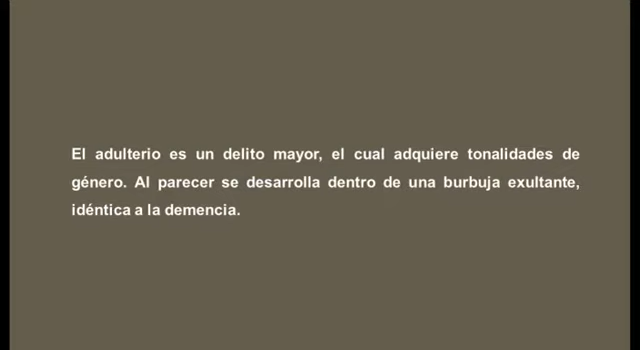 El adulterio es un delito mayor, el cual adquiere tonalidades de
género. Al parecer se desarrolla dentro de una burbuja exultante,
idéntica a la demencia.